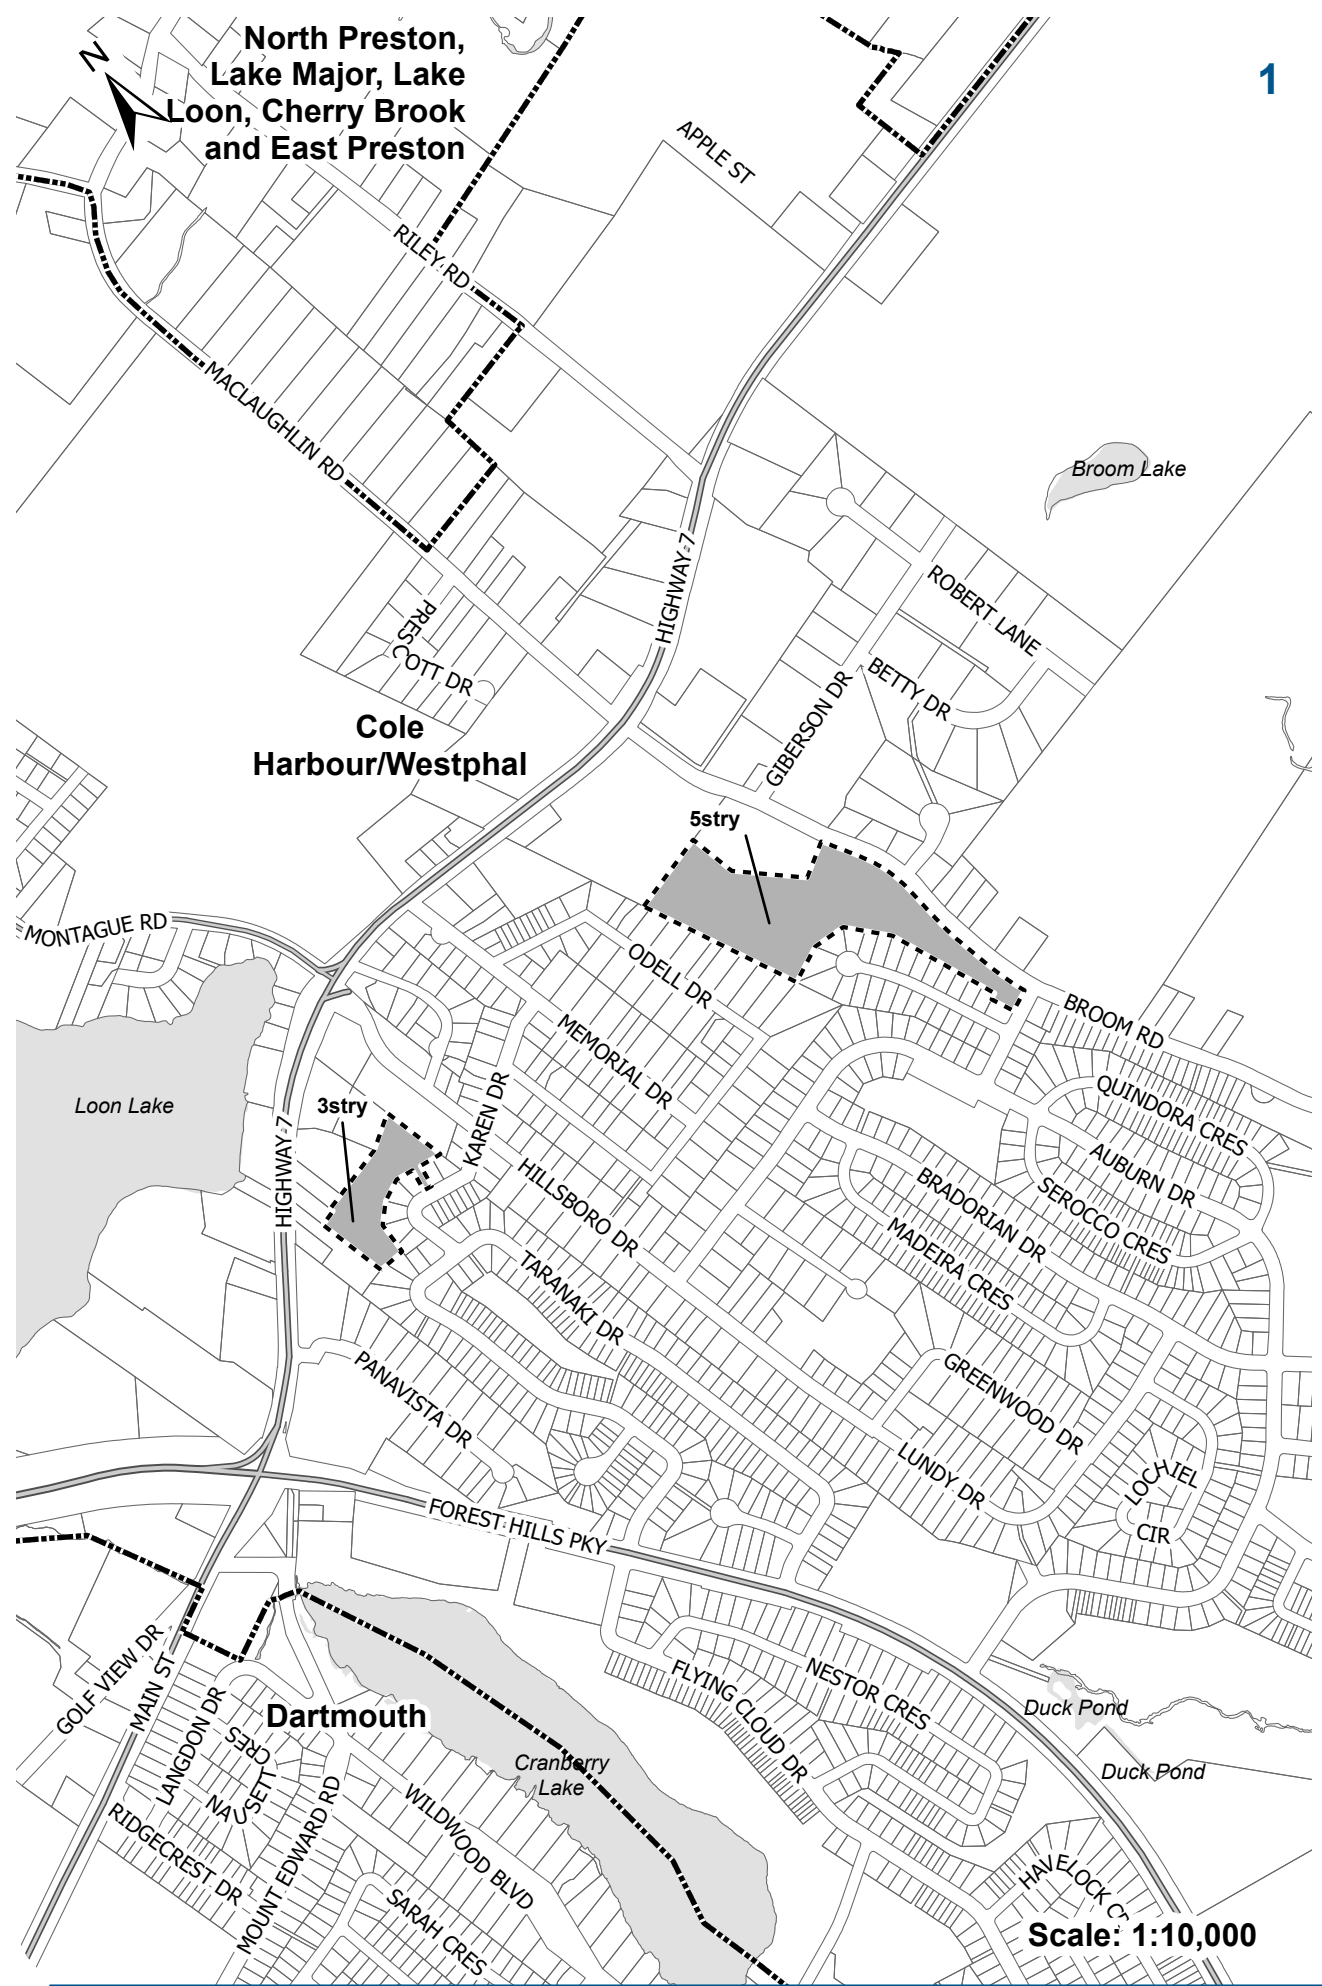 North Preston,
Lake Major, Lake
Loon, Cherry Brook
and East Preston
N
1
APPLE ST
RILEY RD
MACLAUGHLIN RD
Broom Lake
HIGHWAY 7
ROBERT LANE
PRESCOTT DR
BETTY DR
GIBERSON DR
Cole
Harbour/Westphal
5stry
MONTAGUE RD
ODELL DR
BROOM RD
MEMORIAL DR
Loon Lake
3stry
KAREN DR
QUINDORA CRES
HIGHWAY 7
AUBURN DR
HILLSBORO DR
BRADORIAN DR
SEROCCO CRES
MADEIRA CRES
TARANAKI DR
PANAVISTA DR
GREENWOOD DR
LUNDY DR
LOCHIEL
CIR
FOREST HILLS PKY
GOLF VIEW DR
MAIN ST
LANGDON DR
FLYING CLOUD DR
NESTOR CRES
Duck Pond
Dartmouth
NAUSETT
CRES
Cranberry
Lake
Duck Pond
RIDGECREST DR
MOUNT EDWARD RD
WILDWOOD BLVD
SARAH CRES
HAVELOCK CR
Scale: 1:10,000